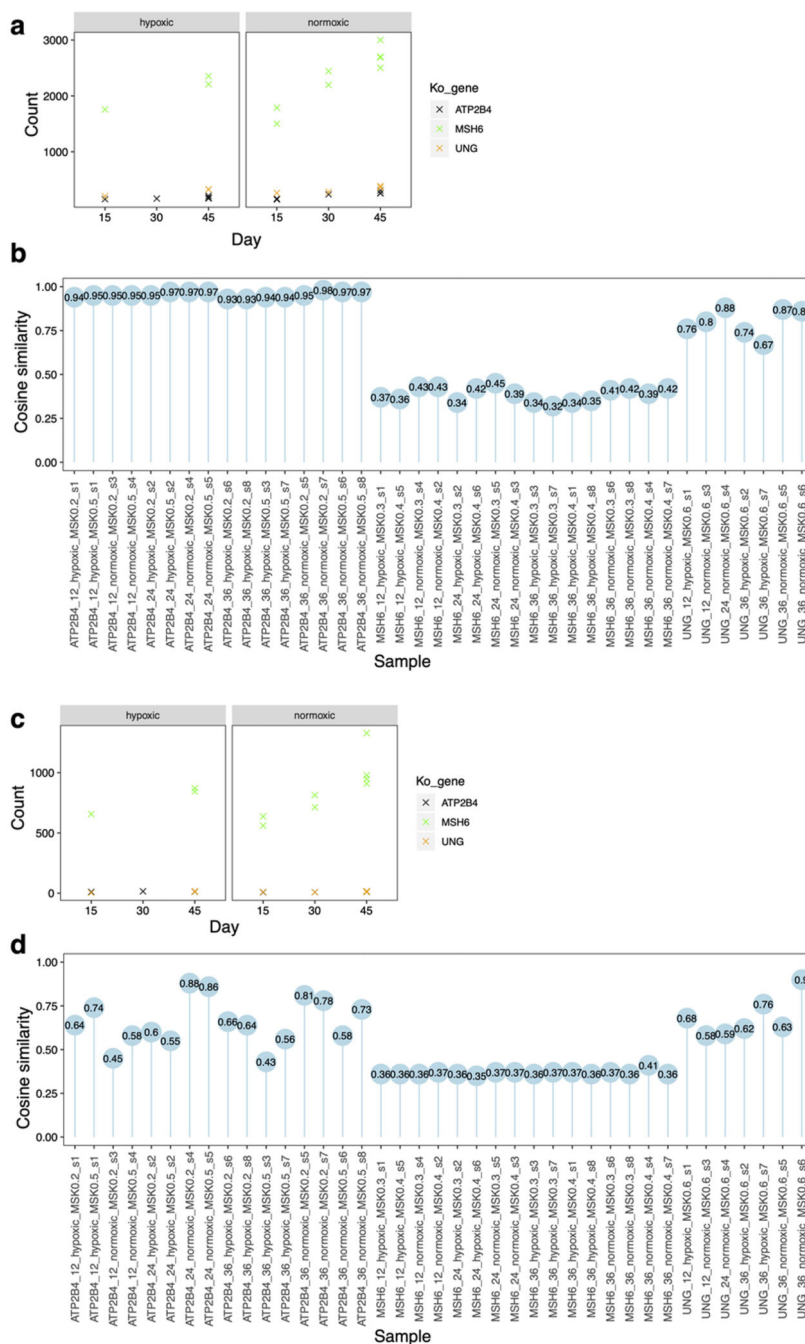 a
hypoxic
normoxic
3000
2000
1000
Count
15 30 45
15 30 45
Day
Ko_gene
ATP2B4
MSH6
UNG
b
1.00
0.75
0.50
0.25
0.00
Cosine similarity
0.94 0.95 0.95 0.95 0.95 0.97 0.97 0.97 0.93 0.93 0.94 0.94 0.95 0.98 0.97 0.97 0.37 0.36 0.43 0.43 0.34 0.42 0.45 0.39 0.34 0.32 0.34 0.35 0.41 0.42 0.39 0.42 0.76 0.8 0.88 0.74 0.67 0.87
ATP2B4_12_hypoxic_MSK0.2_s1
ATP2B4_12_hypoxic_MSK0.5_s1
ATP2B4_12_normoxic_MSK0.2_s3
ATP2B4_12_normoxic_MSK0.5_s4
ATP2B4_24_hypoxic_MSK0.2_s2
ATP2B4_24_hypoxic_MSK0.5_s2
ATP2B4_24_normoxic_MSK0.2_s4
ATP2B4_24_normoxic_MSK0.5_s5
ATP2B4_36_hypoxic_MSK0.2_s6
ATP2B4_36_hypoxic_MSK0.2_s8
ATP2B4_36_hypoxic_MSK0.5_s3
ATP2B4_36_hypoxic_MSK0.5_s7
ATP2B4_36_normoxic_MSK0.2_s5
ATP2B4_36_normoxic_MSK0.2_s7
ATP2B4_36_normoxic_MSK0.5_s6
ATP2B4_36_normoxic_MSK0.5_s8
MSH6_12_hypoxic_MSK0.3_s1
MSH6_12_hypoxic_MSK0.4_s5
MSH6_12_normoxic_MSK0.3_s4
MSH6_12_normoxic_MSK0.4_s2
MSH6_24_hypoxic_MSK0.3_s2
MSH6_24_hypoxic_MSK0.4_s6
MSH6_24_normoxic_MSK0.3_s5
MSH6_24_normoxic_MSK0.4_s3
MSH6_36_hypoxic_MSK0.3_s3
MSH6_36_hypoxic_MSK0.3_s7
MSH6_36_hypoxic_MSK0.4_s1
MSH6_36_hypoxic_MSK0.4_s8
MSH6_36_normoxic_MSK0.3_s6
MSH6_36_normoxic_MSK0.3_s8
MSH6_36_normoxic_MSK0.4_s4
MSH6_36_normoxic_MSK0.4_s7
UNG_12_hypoxic_MSK0.6_s1
UNG_12_normoxic_MSK0.6_s3
UNG_24_normoxic_MSK0.6_s4
UNG_36_hypoxic_MSK0.6_s2
UNG_36_hypoxic_MSK0.6_s7
UNG_36_normoxic_MSK0.6_s5
UNG_36_normoxic_MSK0.6_s6
Sample
c
hypoxic
normoxic
1000
500
0
Count
15 30 45
15 30 45
Day
Ko_gene
ATP2B4
MSH6
UNG
d
1.00
0.75
0.50
0.25
0.00
Cosine similarity
0.64 0.74 0.45 0.58 0.6 0.55 0.88 0.86 0.66 0.64 0.43 0.56 0.81 0.78 0.58 0.73 0.36 0.36 0.36 0.37 0.36 0.35 0.37 0.37 0.36 0.37 0.37 0.36 0.37 0.36 0.41 0.36 0.68 0.58 0.59 0.62 0.76 0.63
ATP2B4_12_hypoxic_MSK0.2_s1
ATP2B4_12_hypoxic_MSK0.5_s1
ATP2B4_12_normoxic_MSK0.2_s3
ATP2B4_12_normoxic_MSK0.5_s4
ATP2B4_24_hypoxic_MSK0.2_s2
ATP2B4_24_hypoxic_MSK0.5_s2
ATP2B4_24_normoxic_MSK0.2_s4
ATP2B4_24_normoxic_MSK0.5_s5
ATP2B4_36_hypoxic_MSK0.2_s6
ATP2B4_36_hypoxic_MSK0.2_s8
ATP2B4_36_hypoxic_MSK0.5_s3
ATP2B4_36_hypoxic_MSK0.5_s7
ATP2B4_36_normoxic_MSK0.2_s5
ATP2B4_36_normoxic_MSK0.2_s7
ATP2B4_36_normoxic_MSK0.5_s6
ATP2B4_36_normoxic_MSK0.5_s8
MSH6_12_hypoxic_MSK0.3_s1
MSH6_12_hypoxic_MSK0.4_s5
MSH6_12_normoxic_MSK0.3_s4
MSH6_12_normoxic_MSK0.4_s2
MSH6_24_hypoxic_MSK0.3_s2
MSH6_24_hypoxic_MSK0.4_s6
MSH6_24_normoxic_MSK0.3_s5
MSH6_24_normoxic_MSK0.4_s3
MSH6_36_hypoxic_MSK0.3_s3
MSH6_36_hypoxic_MSK0.3_s7
MSH6_36_hypoxic_MSK0.4_s1
MSH6_36_hypoxic_MSK0.4_s8
MSH6_36_normoxic_MSK0.3_s6
MSH6_36_normoxic_MSK0.3_s8
MSH6_36_normoxic_MSK0.4_s4
MSH6_36_normoxic_MSK0.4_s7
UNG_12_hypoxic_MSK0.6_s1
UNG_12_normoxic_MSK0.6_s3
UNG_24_normoxic_MSK0.6_s4
UNG_36_hypoxic_MSK0.6_s2
UNG_36_hypoxic_MSK0.6_s7
UNG_36_normoxic_MSK0.6_s5
UNG_36_normoxic_MSK0.6_s6
Sample